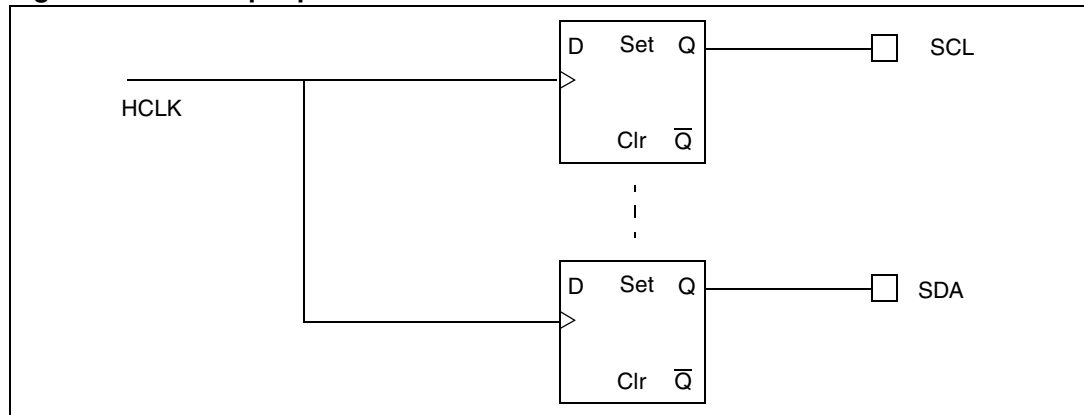 D Set Q
SCL
HCLK
Clr Q̅
D Set Q
SDA
Clr Q̅